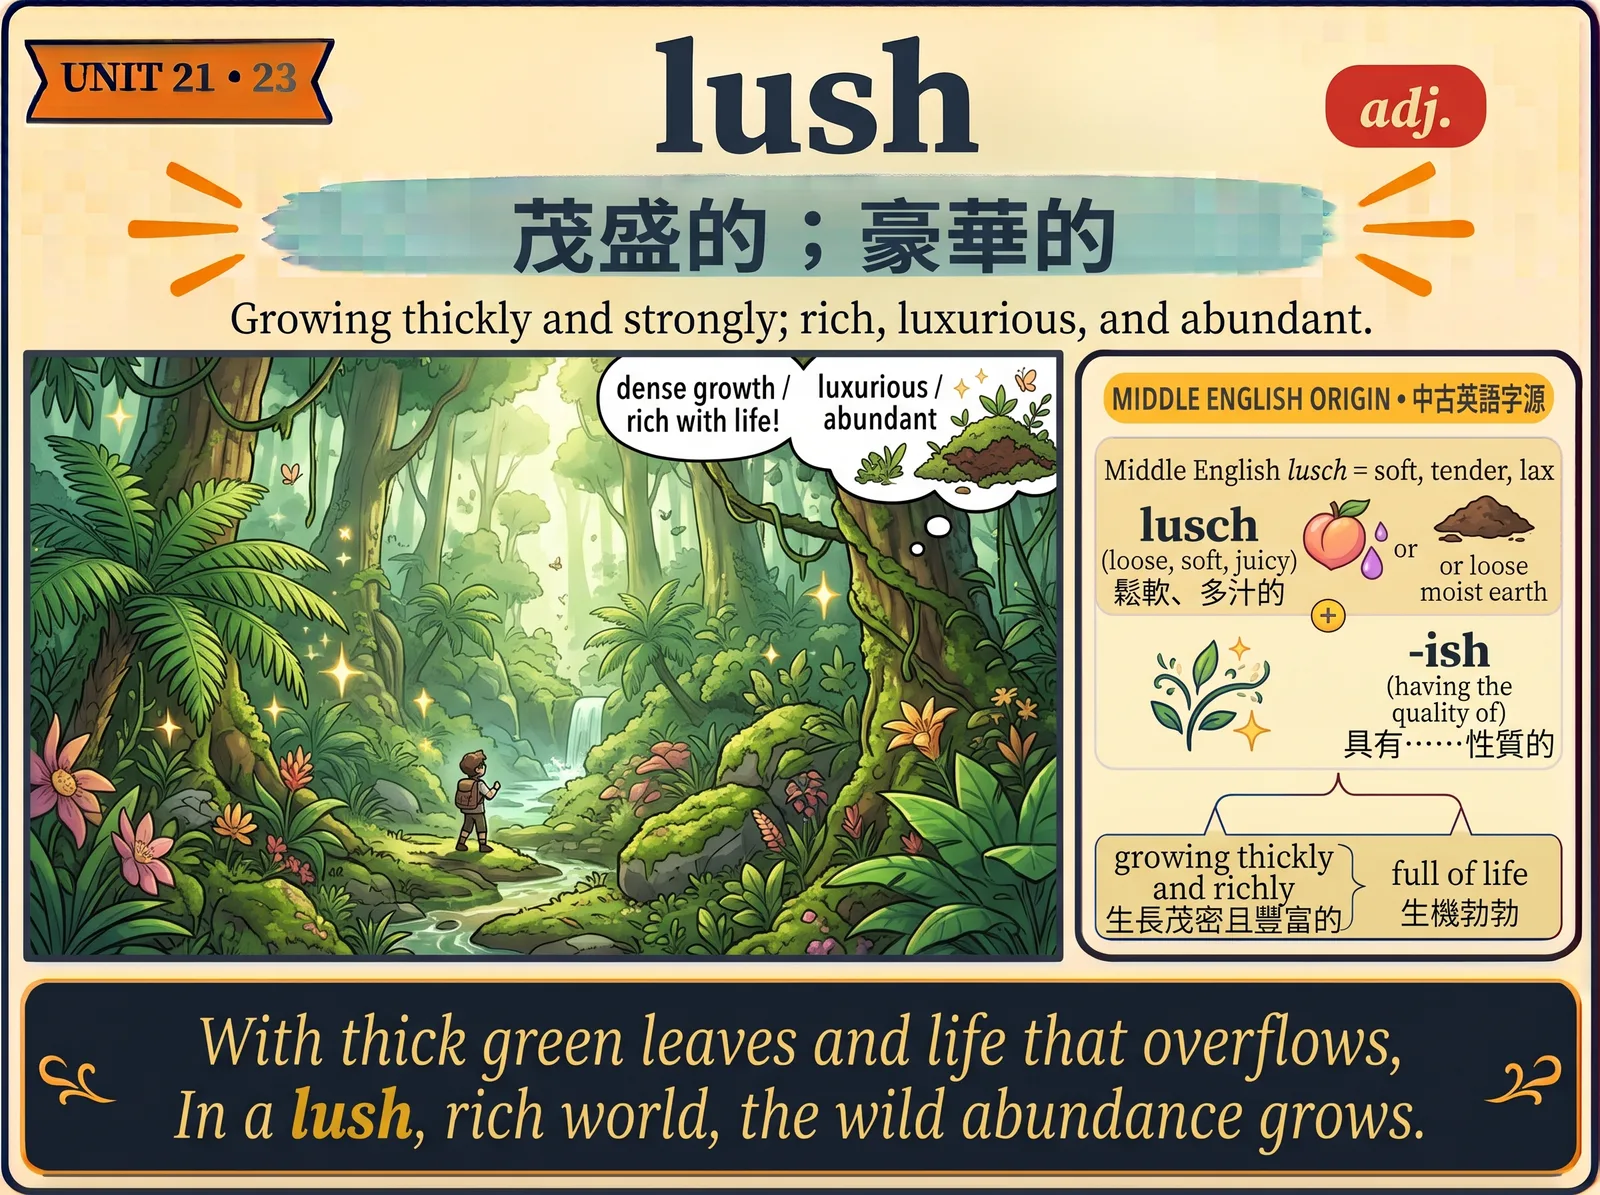 UNIT 21 • 23
lush
adj.
茂盛的；豪華的
Growing thickly and strongly; rich, luxurious, and abundant.
dense growth /
rich with life!
luxurious /
abundant
MIDDLE ENGLISH ORIGIN • 中古英語字源
Middle English lusch = soft, tender, lax
lusch
(loose, soft, juicy)
鬆軟、多汁的
or
or loose
moist earth
+
-ish
(having the
quality of)
具有⋯⋯性質的
growing thickly
and richly
生長茂密且豐富的
full of life
生機勃勃
With thick green leaves and life that overflows,
In a lush, rich world, the wild abundance grows.